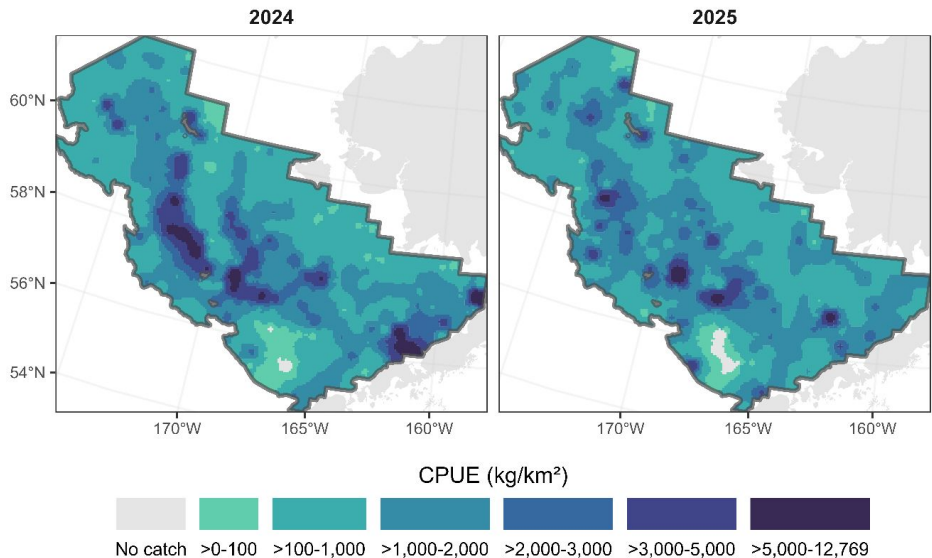 2024 2025
60°N
58°N
56°N
54°N
170°W 165°W 160°W 170°W 165°W 160°W
CPUE (kg/km²)
No catch >0-100 >100-1,000 >1,000-2,000 >2,000-3,000 >3,000-5,000 >5,000-12,769